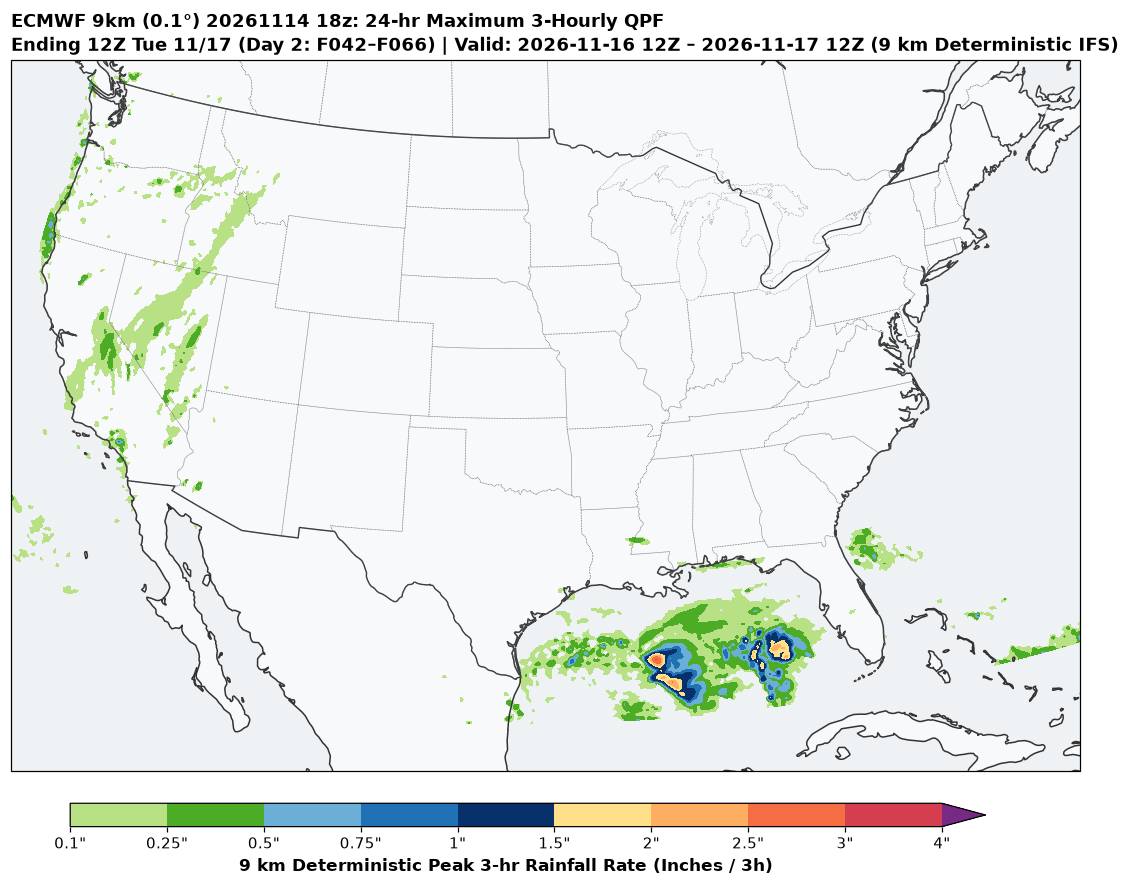 ECMWF 9km (0.1°) 20261114 18z: 24-hr Maximum 3-Hourly QPF
Ending 12Z Tue 11/17 (Day 2: F042–F066) | Valid: 2026-11-16 12Z – 2026-11-17 12Z (9 km Deterministic IFS)
0.1" 0.25" 0.5" 0.75" 1" 1.5" 2" 2.5" 3" 4"
9 km Deterministic Peak 3-hr Rainfall Rate (Inches / 3h)